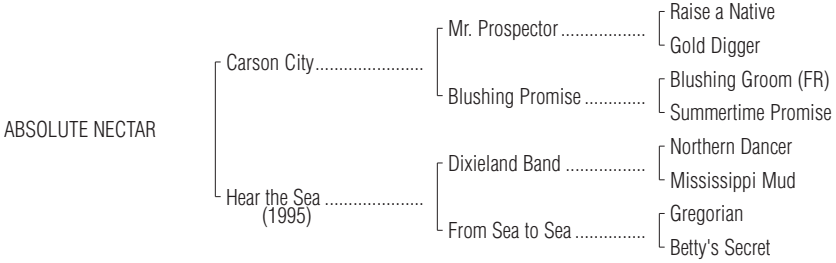 Raise a Native
Mr. Prospector...................
Gold Digger
Carson City........................
Blushing Groom (FR)
Blushing Promise.............
Summertime Promise
ABSOLUTE NECTAR
Northern Dancer
Dixieland Band..................
Mississippi Mud
Hear the Sea......................
(1995)
Gregorian
From Sea to Sea................
Betty's Secret